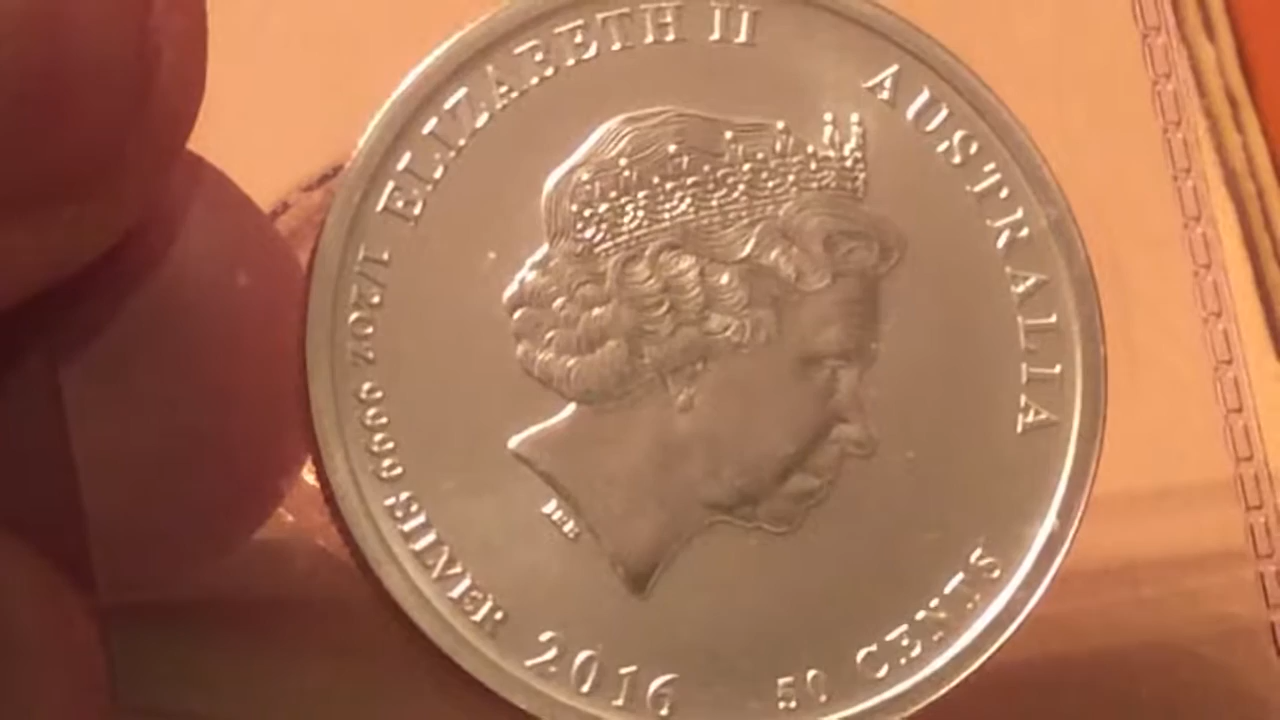 ELIZABETH II
AUSTRALIA
1/2oz 9999 SILVER
2016
50 CENTS